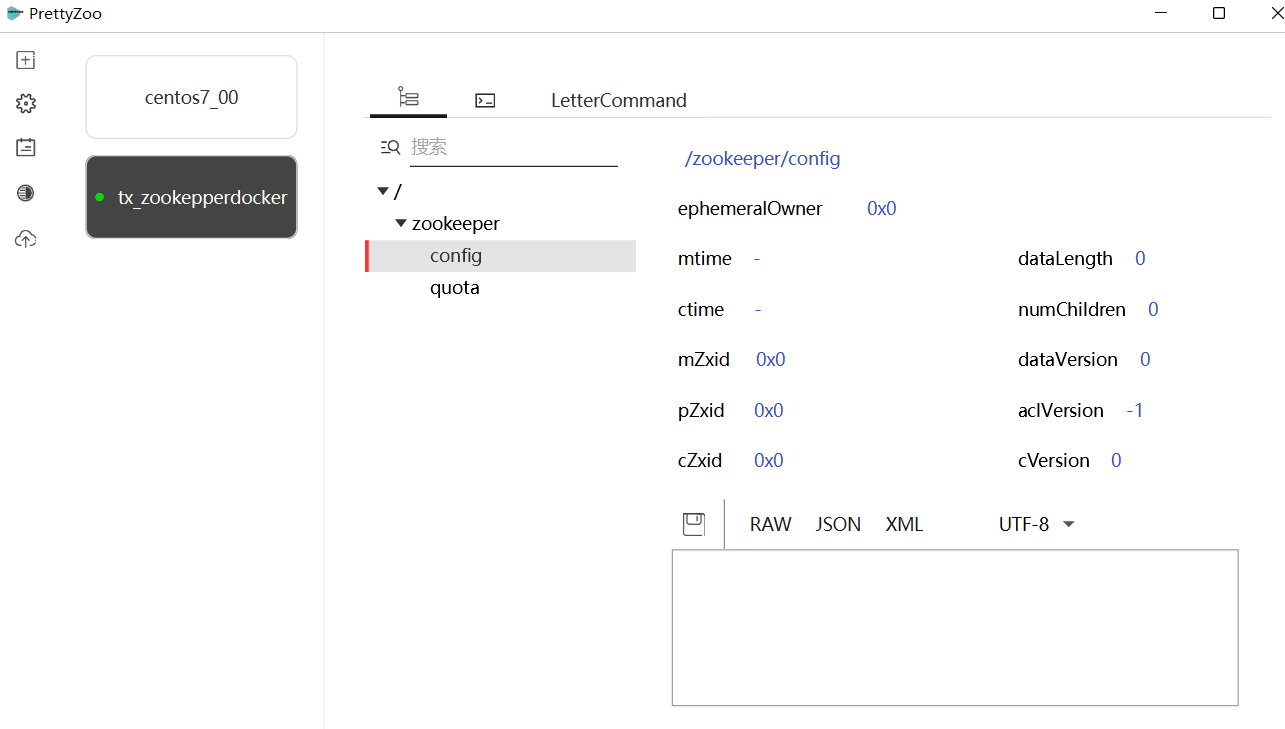 PrettyZoo
centos7_00
tx_zookepperdocker
LetterCommand
搜索
/
zookeeper
config
quota
/zookeeper/config
ephemeralOwner 0x0
mtime - dataLength 0
ctime - numChildren 0
mZxid 0x0 dataVersion 0
pZxid 0x0 aclVersion -1
cZxid 0x0 cVersion 0
RAW JSON XML UTF-8